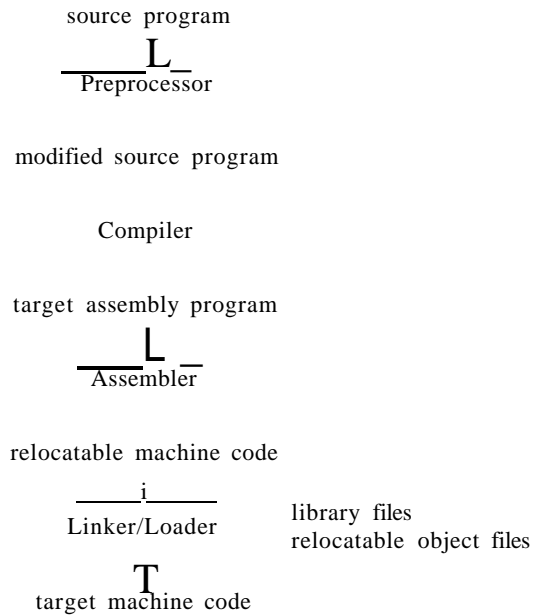 source program
L_
Preprocessor
modified source program
Compiler
target assembly program
L _
Assembler
relocatable machine code
i
Linker/Loader
library files
relocatable object files
T
target machine code